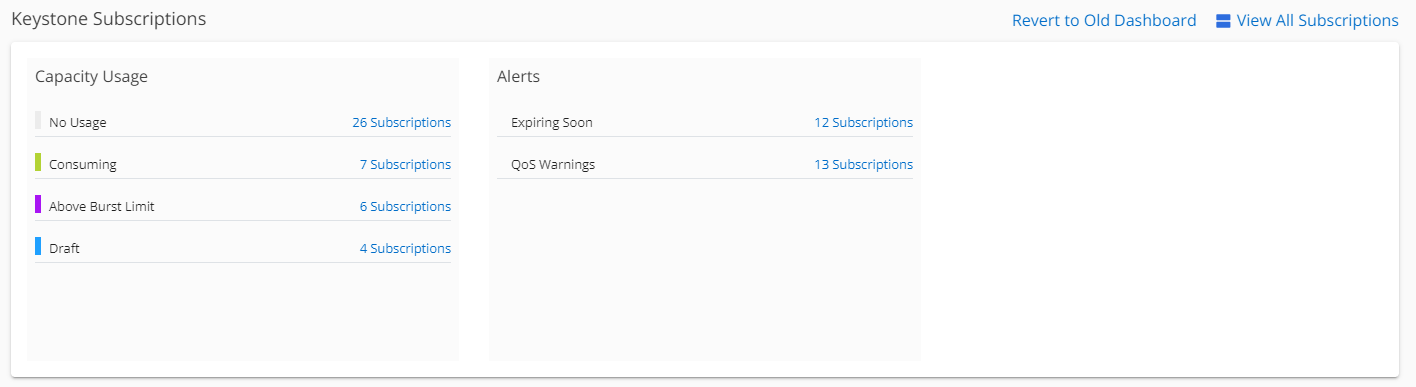 Keystone Subscriptions
Revert to Old Dashboard
View All Subscriptions
Capacity Usage
No Usage 26 Subscriptions
Consuming 7 Subscriptions
Above Burst Limit 6 Subscriptions
Draft 4 Subscriptions
Alerts
Expiring Soon 12 Subscriptions
QoS Warnings 13 Subscriptions